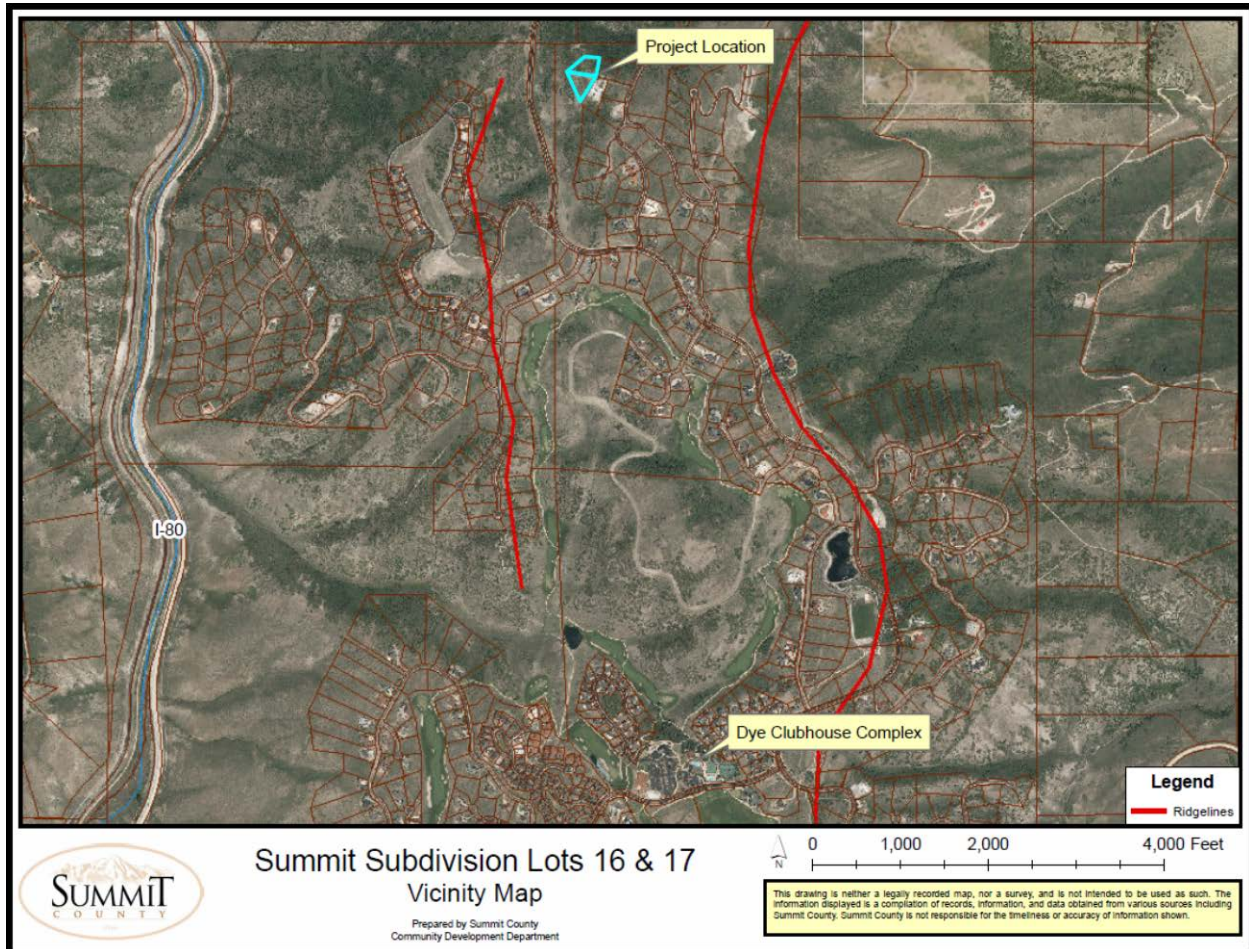 Project Location
I-80
Dye Clubhouse Complex
Legend
Ridgelines
SUMMIT
COUNTY
Summit Subdivision Lots 16 & 17
Vicinity Map
Prepared by Summit County
Community Development Department
N
0 1,000 2,000 4,000 Feet
This drawing is neither a legally recorded map, nor a survey, and is not intended to be used as such. The
information displayed is a compilation of records, information, and data obtained from various sources including
Summit County. Summit County is not responsible for the timeliness or accuracy of information shown.